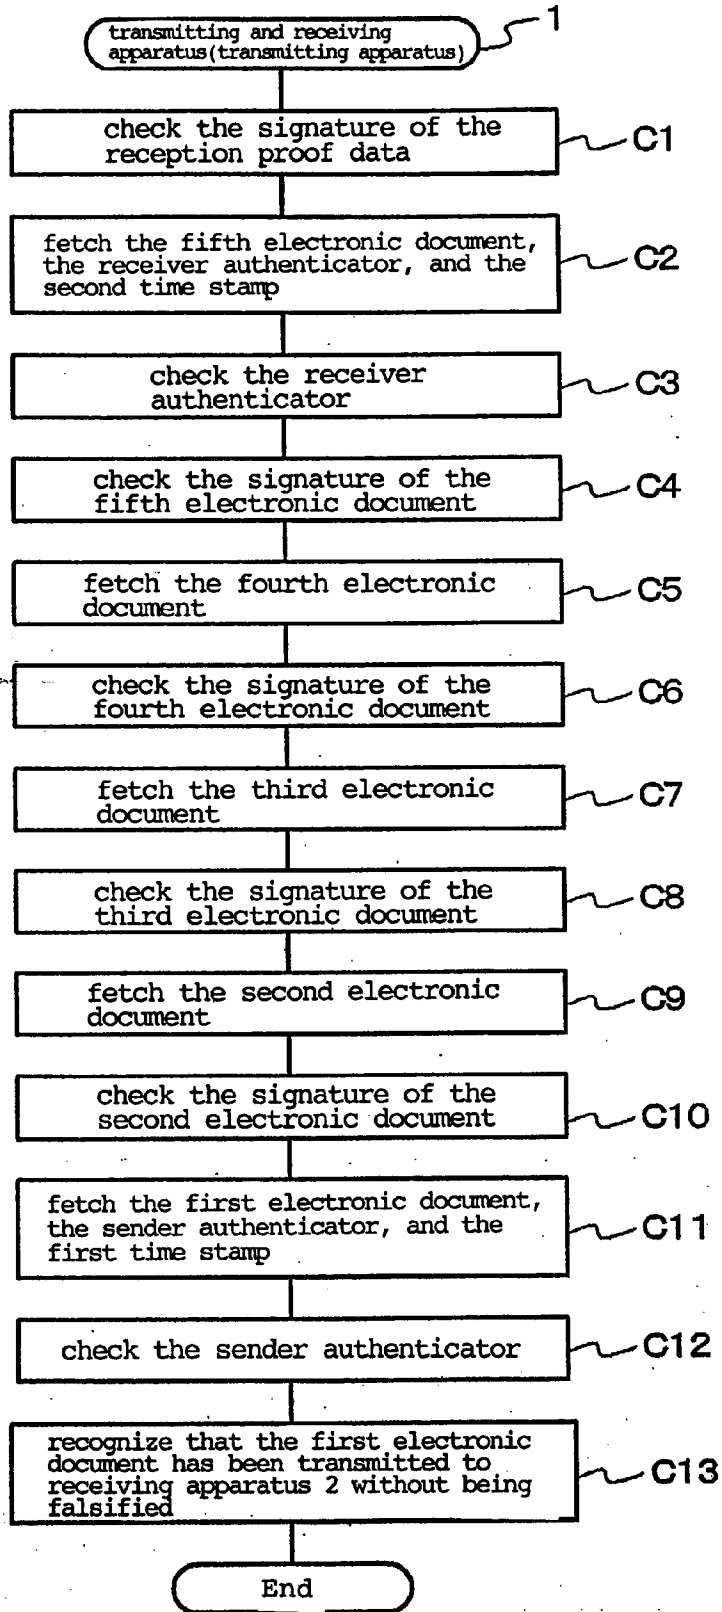 transmitting and receiving
apparatus(transmitting apparatus)
1
check the signature of the
reception proof data
C1
fetch the fifth electronic document,
the receiver authenticator, and the
second time stamp
C2
check the receiver
authenticator
C3
check the signature of the
fifth electronic document
C4
fetch the fourth electronic
document
C5
check the signature of the
fourth electronic document
C6
fetch the third electronic
document
C7
check the signature of the
third electronic document
C8
fetch the second electronic
document
C9
check the signature of the
second electronic document
C10
fetch the first electronic document,
the sender authenticator, and the
first time stamp
C11
check the sender authenticator
C12
recognize that the first electronic
document has been transmitted to
receiving apparatus 2 without being
falsified
C13
End